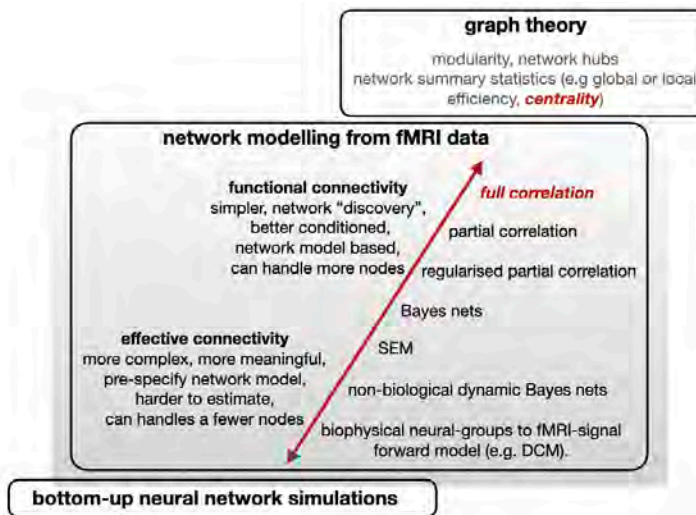 graph theory
modularity, network hubs
network summary statistics (e.g global or local
efficiency, centrality)
network modelling from fMRI data
functional connectivity
simpler, network "discovery",
better conditioned,
network model based,
can handle more nodes
full correlation
partial correlation
regularised partial correlation
Bayes nets
SEM
effective connectivity
more complex, more meaningful,
pre-specify network model,
harder to estimate,
can handles a fewer nodes
non-biological dynamic Bayes nets
biophysical neural-groups to fMRI-signal
forward model (e.g. DCM).
bottom-up neural network simulations